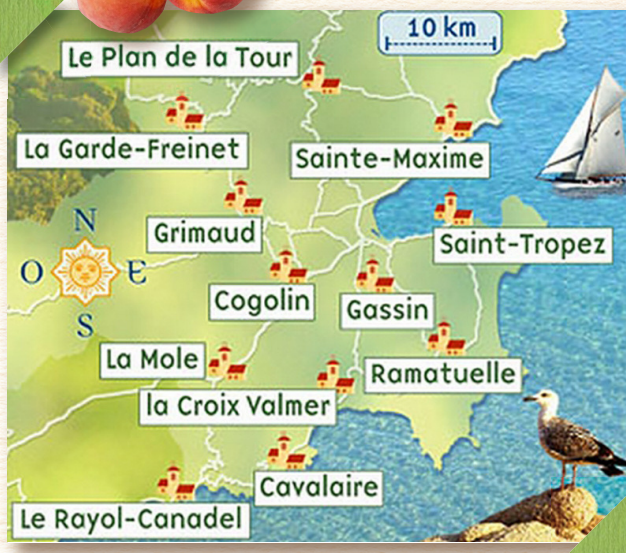 10 km
Le Plan de la Tour
La Garde-Freinet
Sainte-Maxime
N
Grimaud
Saint-Tropez
O E
Cogolin
Gassin
S
La Mole
Ramatuelle
la Croix Valmer
Cavalaire
Le Rayol-Canadel